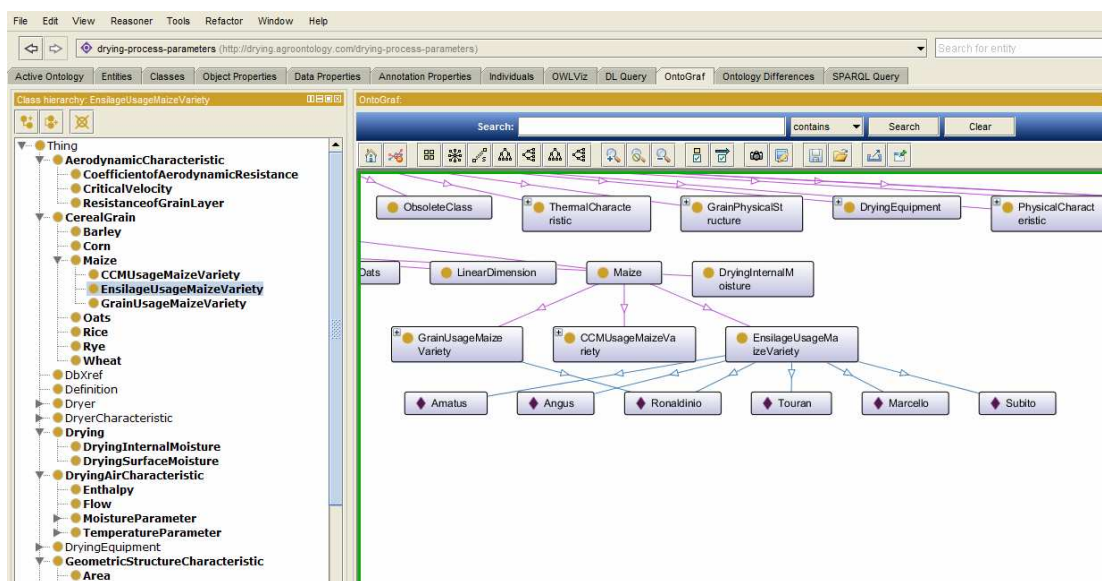 File Edit View Reasoner Tools Refactor Window Help
drying-process-parameters (http://drying.agroontology.com/drying-process-parameters)
Search for entity
Active Ontology Entities Classes Object Properties Data Properties Annotation Properties Individuals OWLViz DL Query OntoGraf Ontology Differences SPARQL Query
Class hierarchy: EnsilageUsageMaizeVariety
Thing
AerodynamicCharacteristic
CoefficientofAerodynamicResistance
CriticalVelocity
ResistanceofGrainLayer
CerealGrain
Barley
Corn
Maize
CCMUsageMaizeVariety
EnsilageUsageMaizeVariety
GrainUsageMaizeVariety
Oats
Rice
Rye
Wheat
DbXref
Definition
Dryer
DryerCharacteristic
Drying
DryingInternalMoisture
DryingSurfaceMoisture
DryingAirCharacteristic
Enthalpy
Flow
MoistureParameter
TemperatureParameter
DryingEquipment
GeometricStructureCharacteristic
Area
OntoGraf:
Search: contains Search Clear
ObsoleteClass
ThermalCharacte
ristic
GrainPhysicalSt
ructure
DryingEquipment
PhysicalCharact
eristic
Oats
LinearDimension
Maize
DryingInternalM
oisture
GrainUsageMaize
Variety
CCMUsageMaizeVa
riety
EnsilageUsageMa
izeVariety
Amatus
Angus
Ronaldinio
Touran
Marcello
Subito